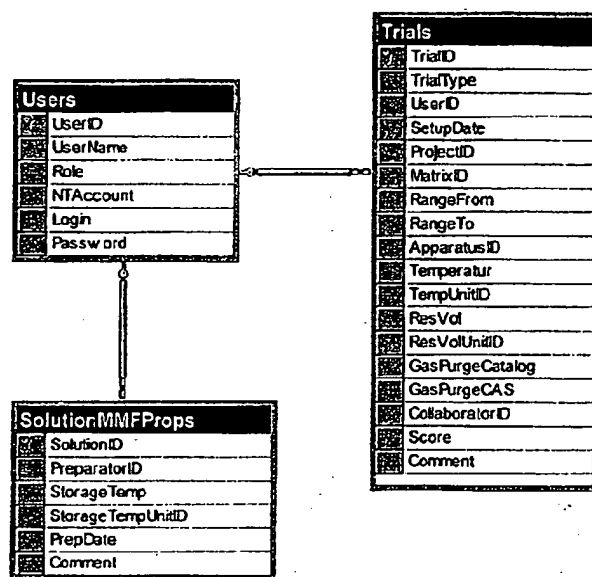 Trials
TrialID
TrialType
UserID
SetupDate
ProjectID
MatrixID
RangeFrom
RangeTo
ApparatusID
Temperatur
TempUnitID
ResVol
ResVolUnitID
GasPurgeCatalog
GasPurgeCAS
CollaboratorID
Score
Comment
Users
UserID
UserName
Role
NTAccount
Login
Password
SolutionMMFProps
SolutionID
PreparatorID
StorageTemp
StorageTempUnitID
PrepDate
Comment